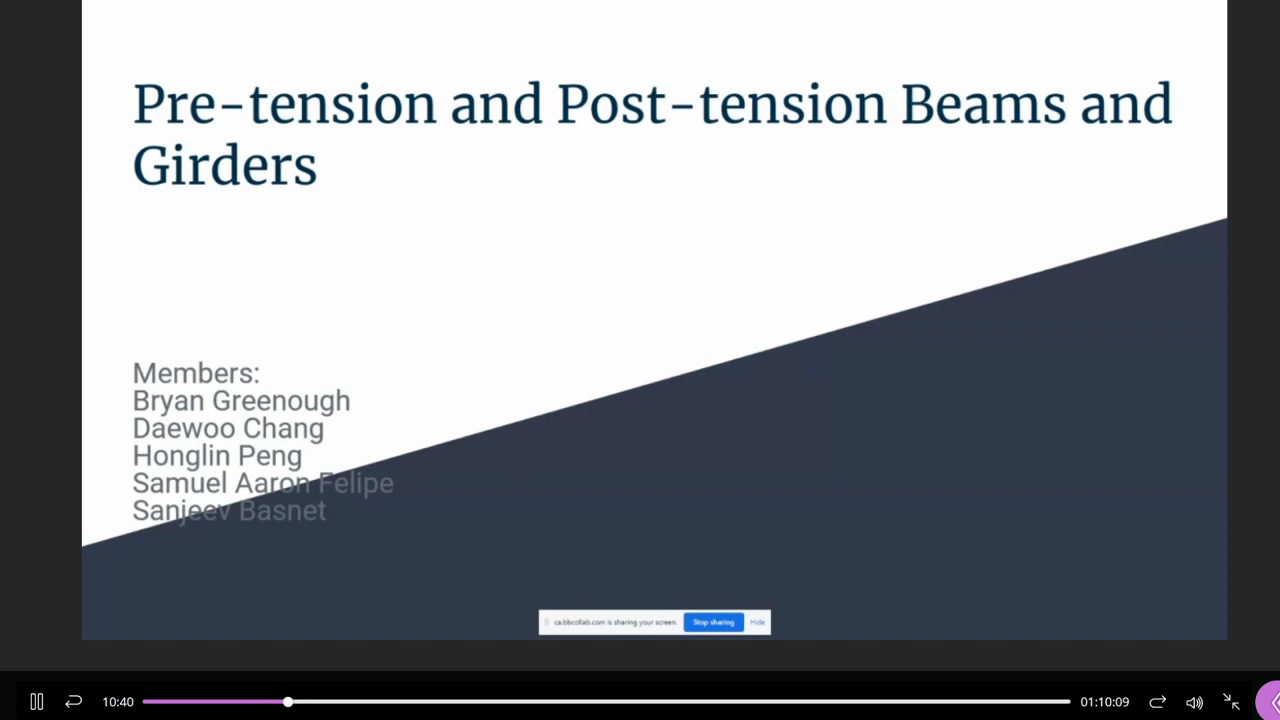 Pre-tension and Post-tension Beams and
Girders
Members:
Bryan Greenough
Daewoo Chang
Honglin Peng
Samuel Aaron Felipe
Sanjeev Basnet
ca.bbcollab.com is sharing your screen. Stop sharing Hide
10:40 01:10:09